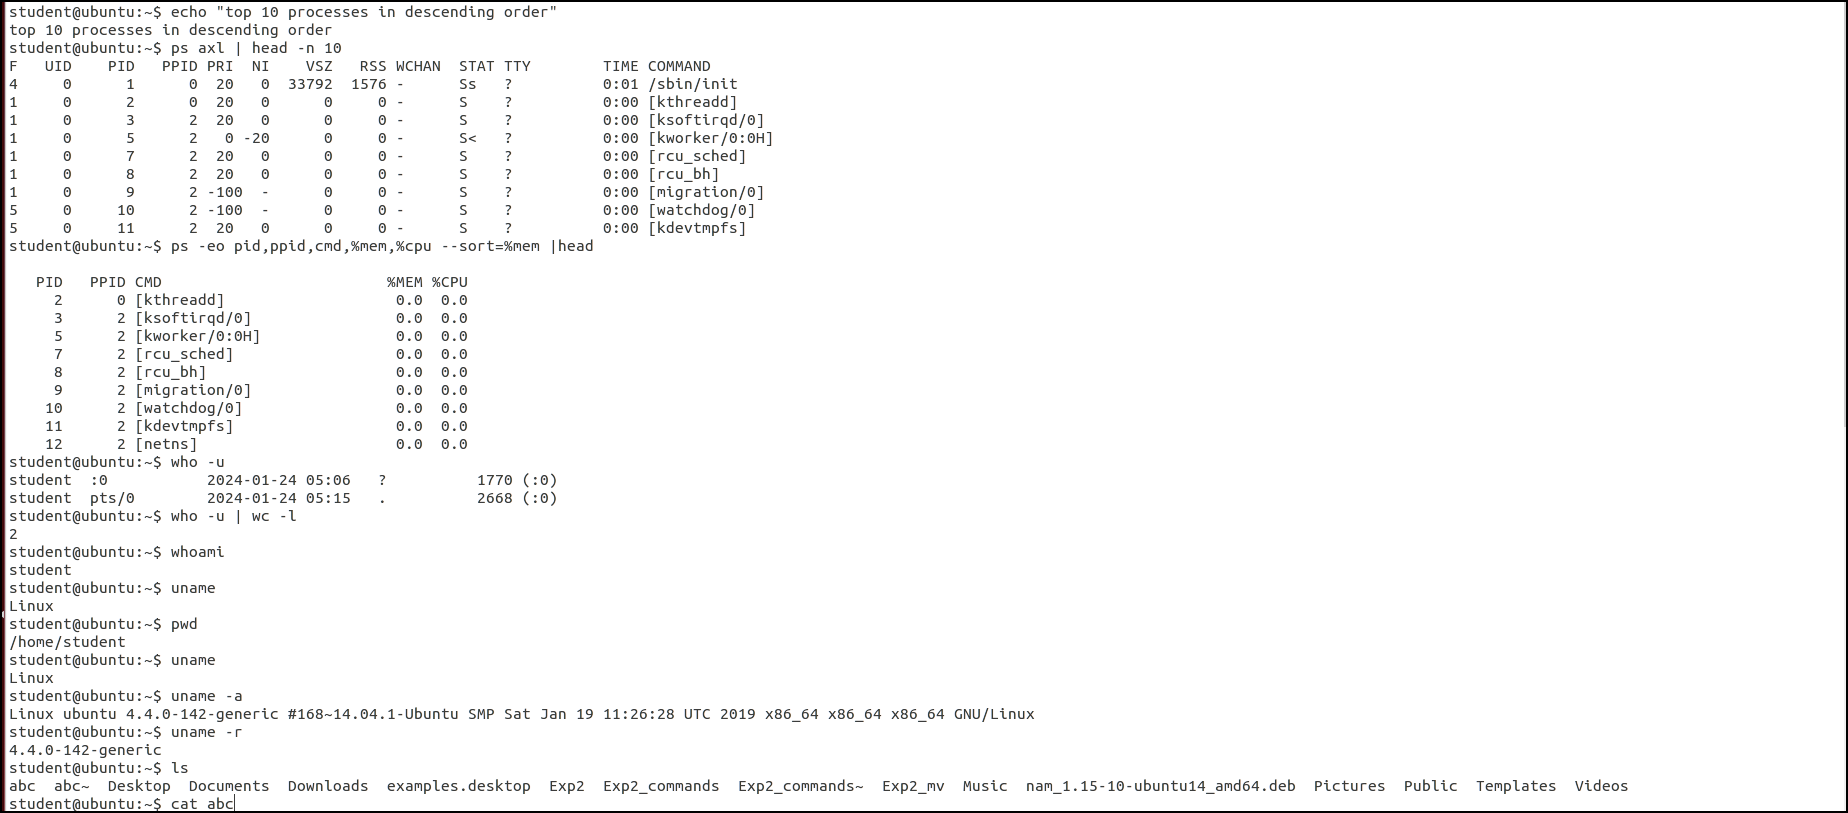 student@ubuntu:~$ echo "top 10 processes in descending order"
top 10 processes in descending order
student@ubuntu:~$ ps axl | head -n 10
F   UID    PID   PPID PRI  NI    VSZ   RSS WCHAN  STAT TTY        TIME COMMAND
4     0      1      0  20   0  33792  1576 -      Ss   ?          0:01 /sbin/init
1     0      2      0  20   0      0     0 -      S    ?          0:00 [kthreadd]
1     0      3      2  20   0      0     0 -      S    ?          0:00 [ksoftirqd/0]
1     0      5      2   0 -20      0     0 -      S<   ?          0:00 [kworker/0:0H]
1     0      7      2  20   0      0     0 -      S    ?          0:00 [rcu_sched]
1     0      8      2  20   0      0     0 -      S    ?          0:00 [rcu_bh]
1     0      9      2 -100  -      0     0 -      S    ?          0:00 [migration/0]
5     0     10      2 -100  -      0     0 -      S    ?          0:00 [watchdog/0]
5     0     11      2  20   0      0     0 -      S    ?          0:00 [kdevtmpfs]
student@ubuntu:~$ ps -eo pid,ppid,cmd,%mem,%cpu --sort=%mem |head
   PID   PPID CMD                         %MEM %CPU
     2      0 [kthreadd]                   0.0  0.0
     3      2 [ksoftirqd/0]                0.0  0.0
     5      2 [kworker/0:0H]               0.0  0.0
     7      2 [rcu_sched]                  0.0  0.0
     8      2 [rcu_bh]                     0.0  0.0
     9      2 [migration/0]                0.0  0.0
    10      2 [watchdog/0]                 0.0  0.0
    11      2 [kdevtmpfs]                  0.0  0.0
    12      2 [netns]                      0.0  0.0
student@ubuntu:~$ who -u
student  :0           2024-01-24 05:06   ?          1770 (:0)
student  pts/0        2024-01-24 05:15   .          2668 (:0)
student@ubuntu:~$ who -u | wc -l
2
student@ubuntu:~$ whoami
student
student@ubuntu:~$ uname
Linux
student@ubuntu:~$ pwd
/home/student
student@ubuntu:~$ uname
Linux
student@ubuntu:~$ uname -a
Linux ubuntu 4.4.0-142-generic #168~14.04.1-Ubuntu SMP Sat Jan 19 11:26:28 UTC 2019 x86_64 x86_64 x86_64 GNU/Linux
student@ubuntu:~$ uname -r
4.4.0-142-generic
student@ubuntu:~$ ls
abc  abc~  Desktop  Documents  Downloads  examples.desktop  Exp2  Exp2_commands  Exp2_commands~  Exp2_mv  Music  nam_1.15-10-ubuntu14_amd64.deb  Pictures  Public  Templates  Videos
student@ubuntu:~$ cat abc